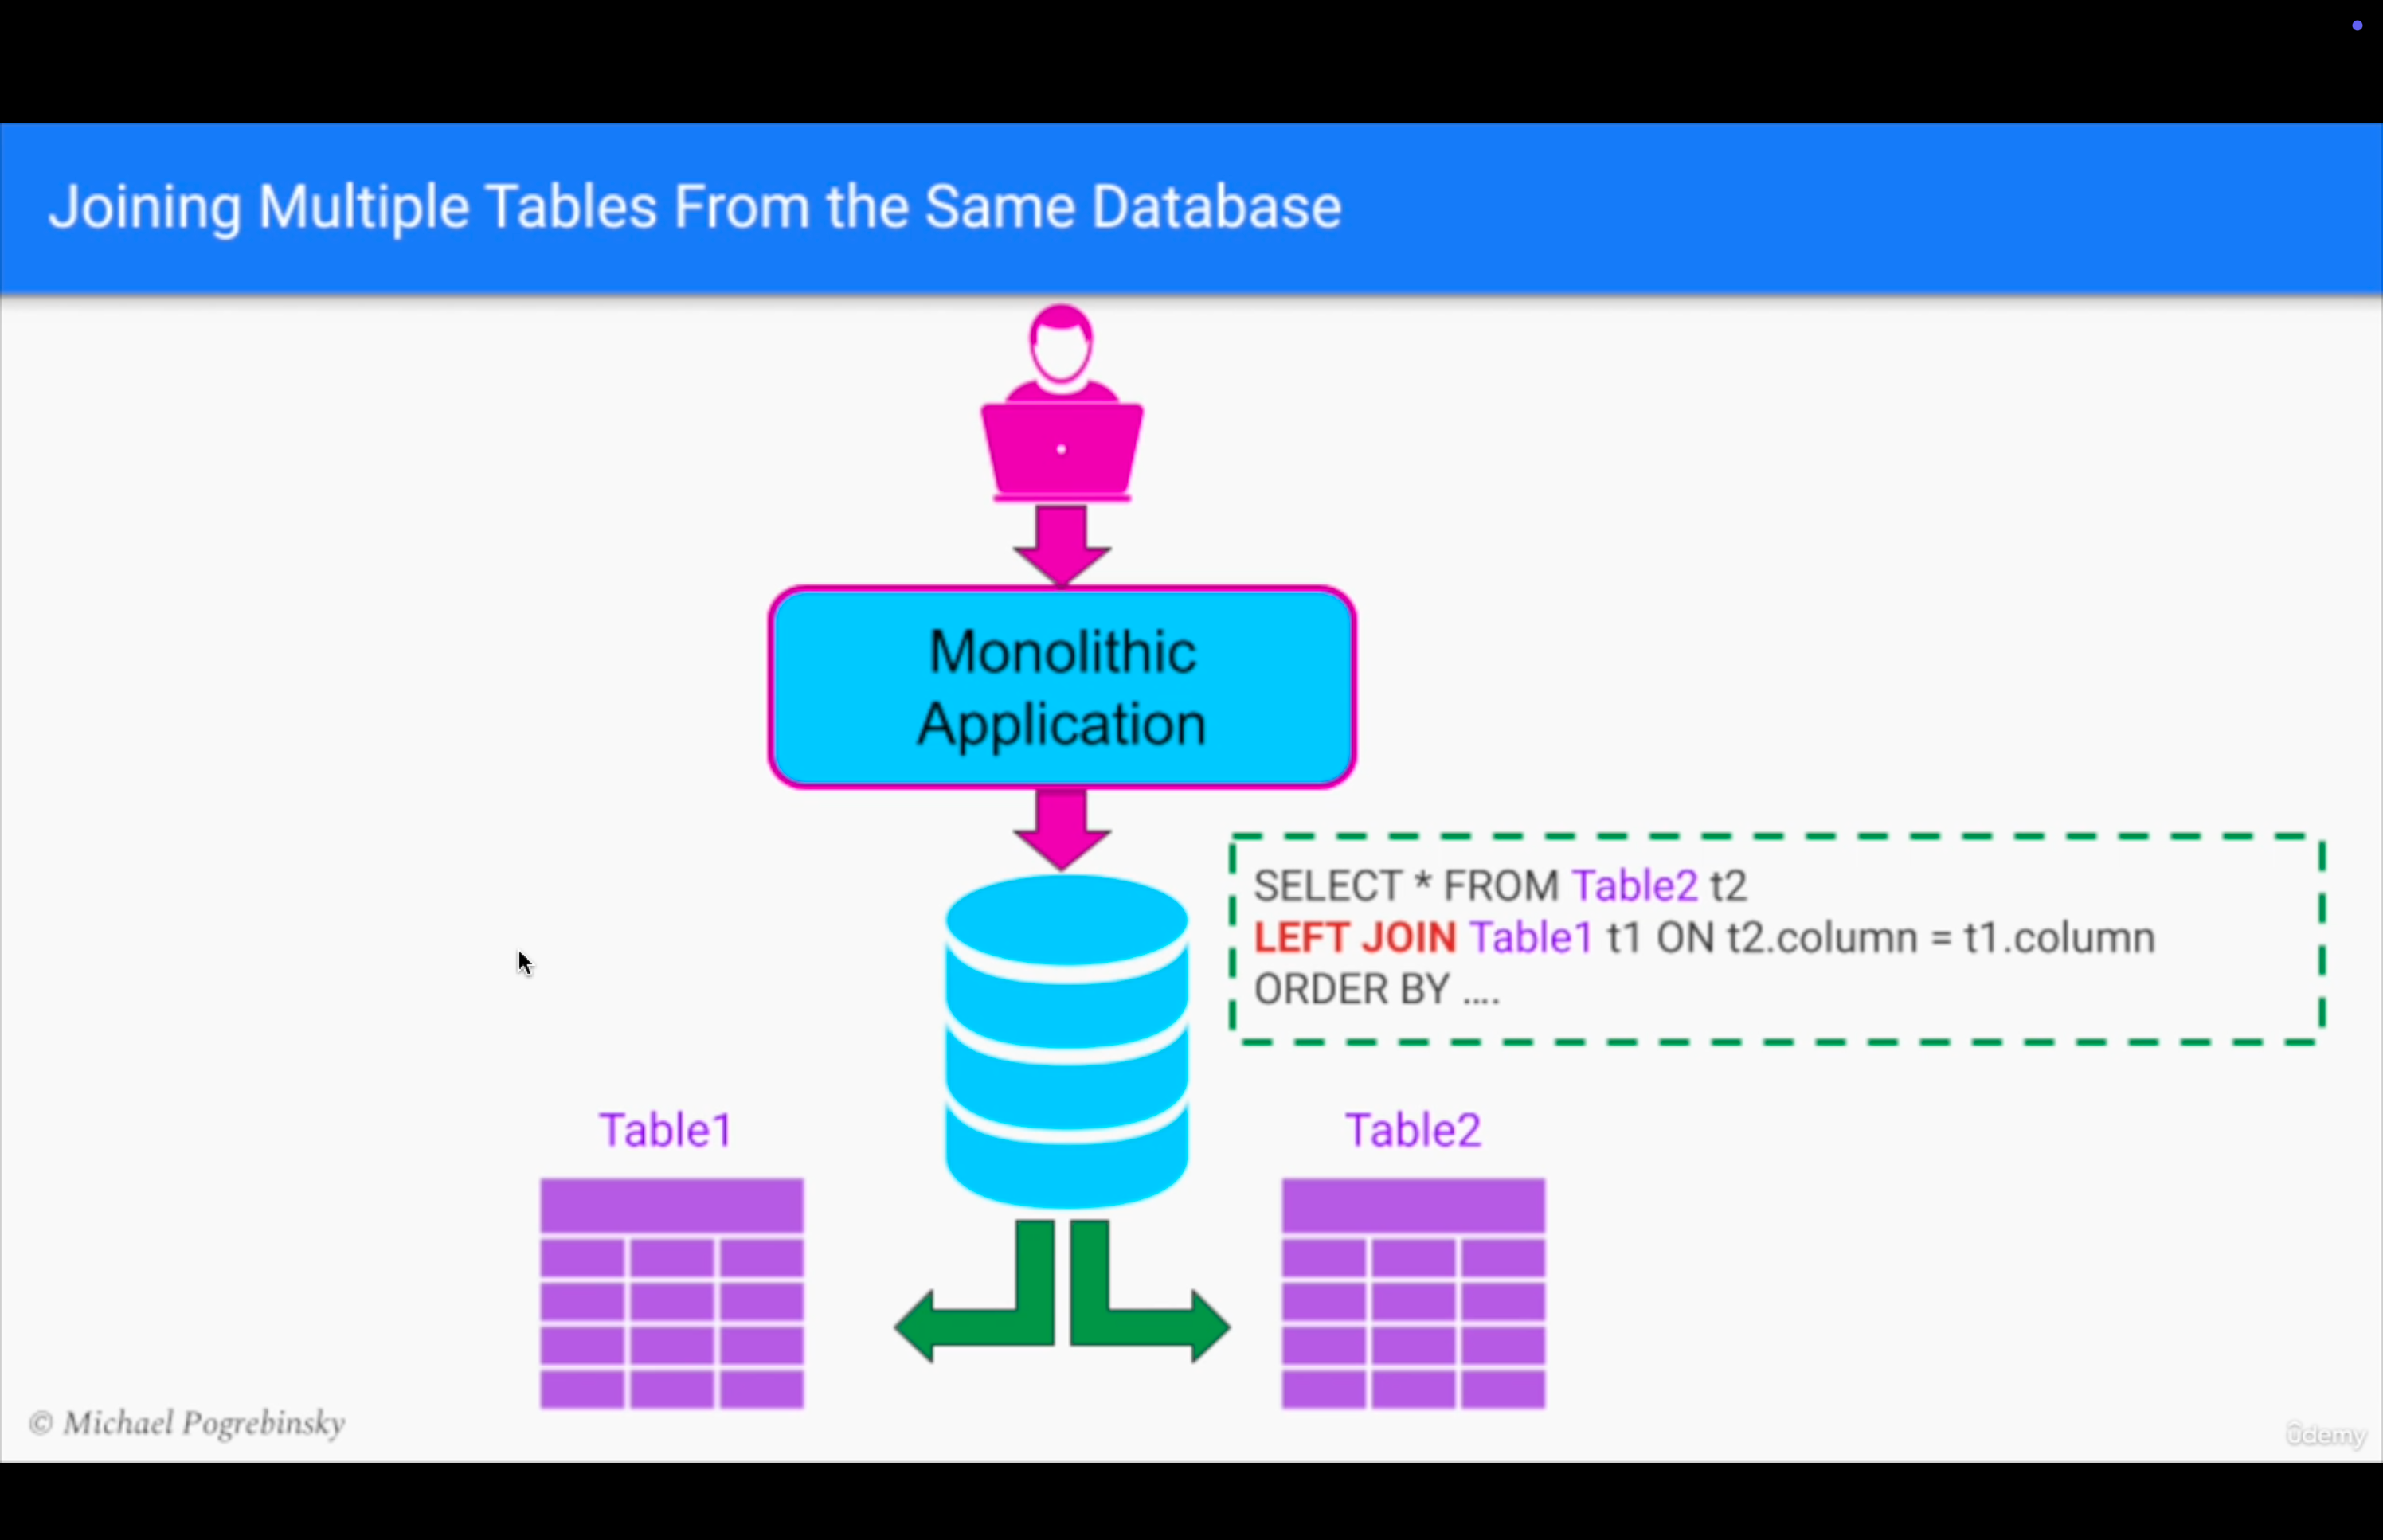 Joining Multiple Tables From the Same Database
Monolithic
Application
SELECT * FROM Table2 t2
LEFT JOIN Table1 t1 ON t2.column = t1.column
ORDER BY ....
Table1
Table2
© Michael Pogrebinsky
ûdemy